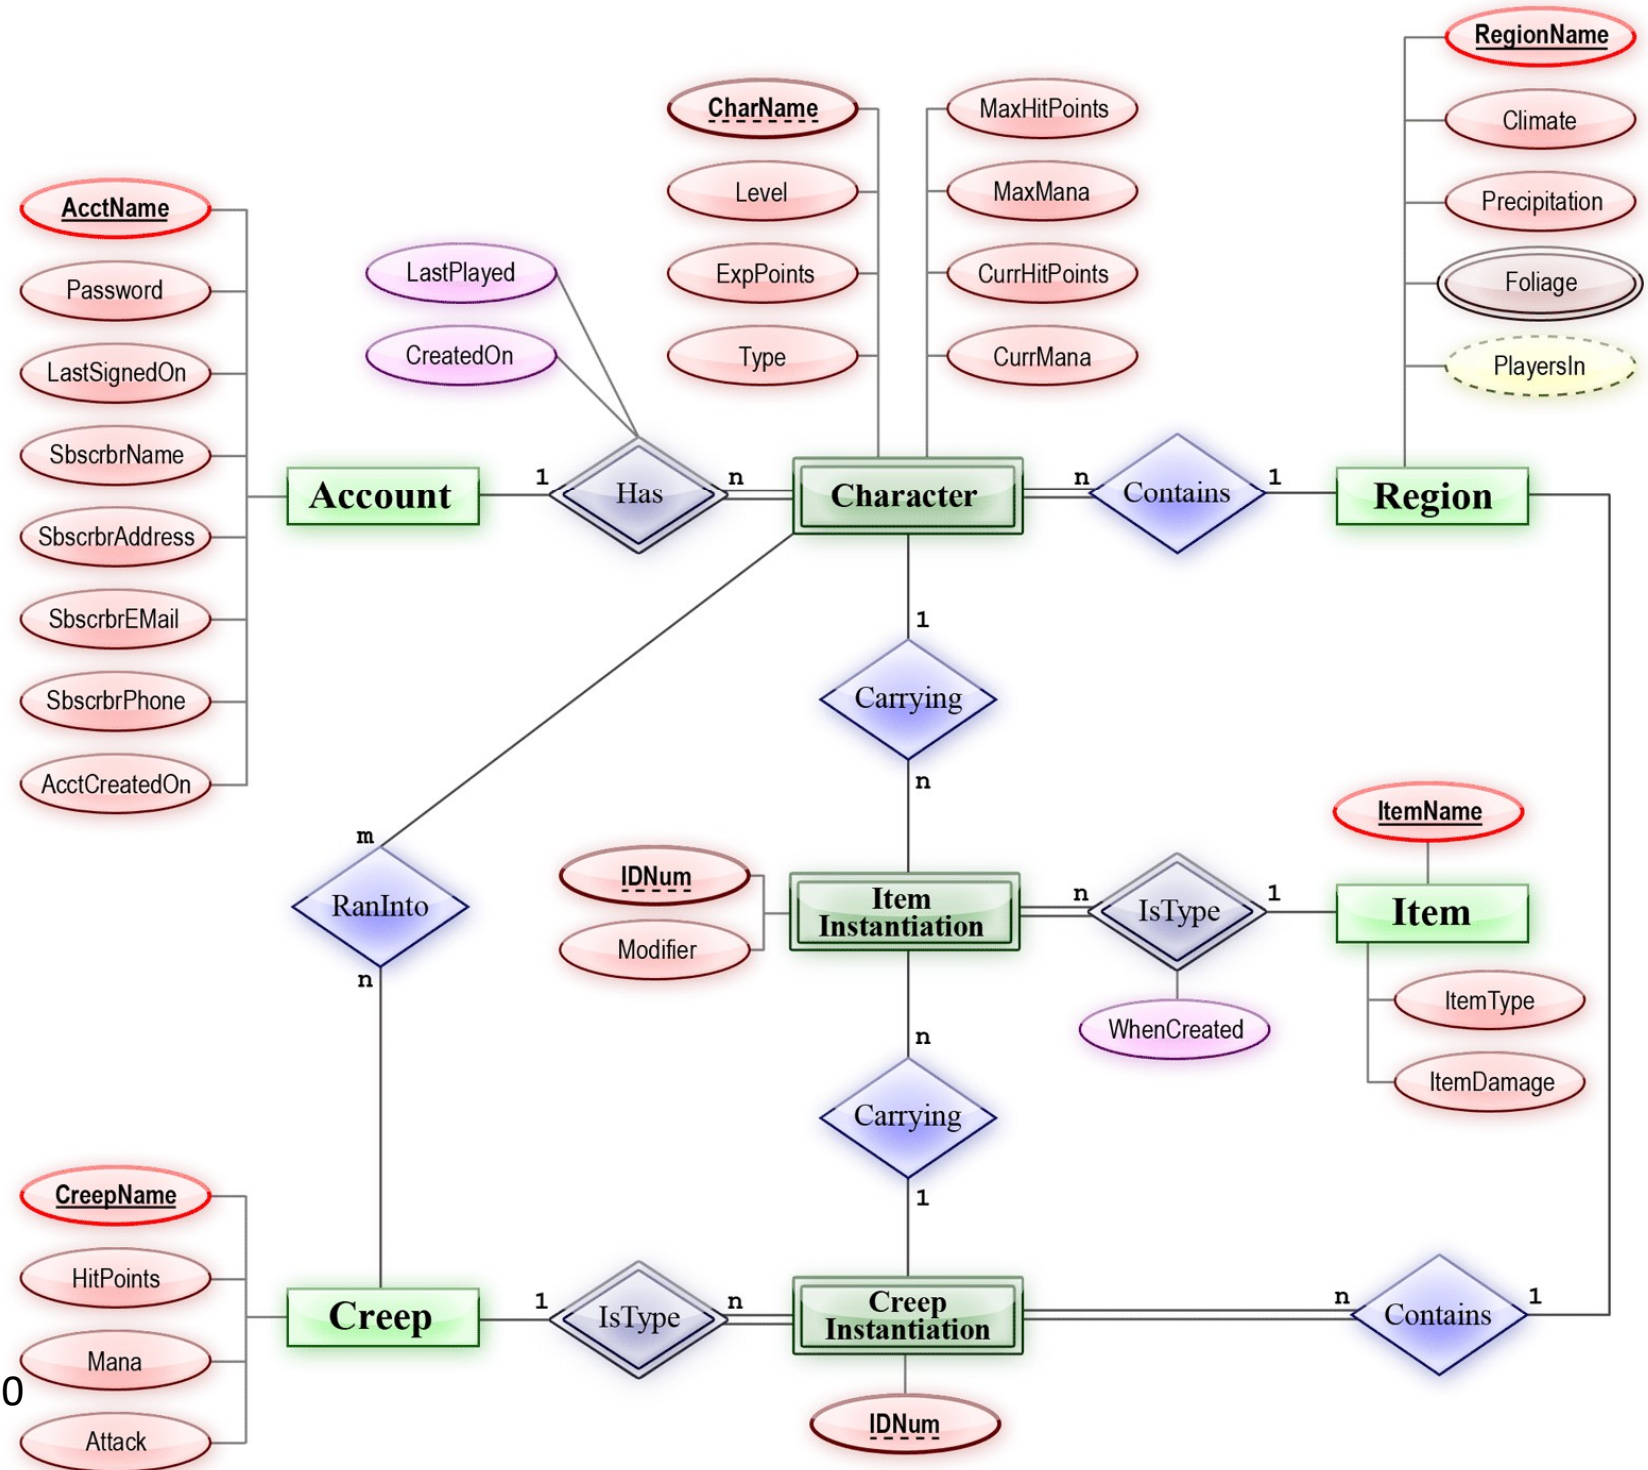 RegionName
CharName
MaxHitPoints
Climate
Level
MaxMana
Precipitation
AcctName
LastPlayed
ExpPoints
CurrHitPoints
Foliage
Password
CreatedOn
Type
CurrMana
PlayersIn
LastSignedOn
SbscrbrName
Account
1
Has
n
Character
n
Contains
1
Region
SbscrbrAddress
SbscrbrEMail
1
SbscrbrPhone
Carrying
AcctCreatedOn
n
m
RanInto
n
IDNum
Modifier
Item
Instantiation
n
IsType
1
Item
ItemName
WhenCreated
ItemType
ItemDamage
n
Carrying
1
CreepName
HitPoints
Mana
0
Attack
Creep
1
IsType
n
Creep
Instantiation
n
Contains
1
IDNum